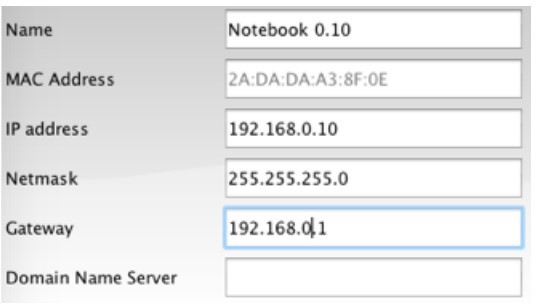 Name Notebook 0.10
MAC Address 2A:DA:DA:A3:8F:0E
IP address 192.168.0.10
Netmask 255.255.255.0
Gateway 192.168.0.1
Domain Name Server